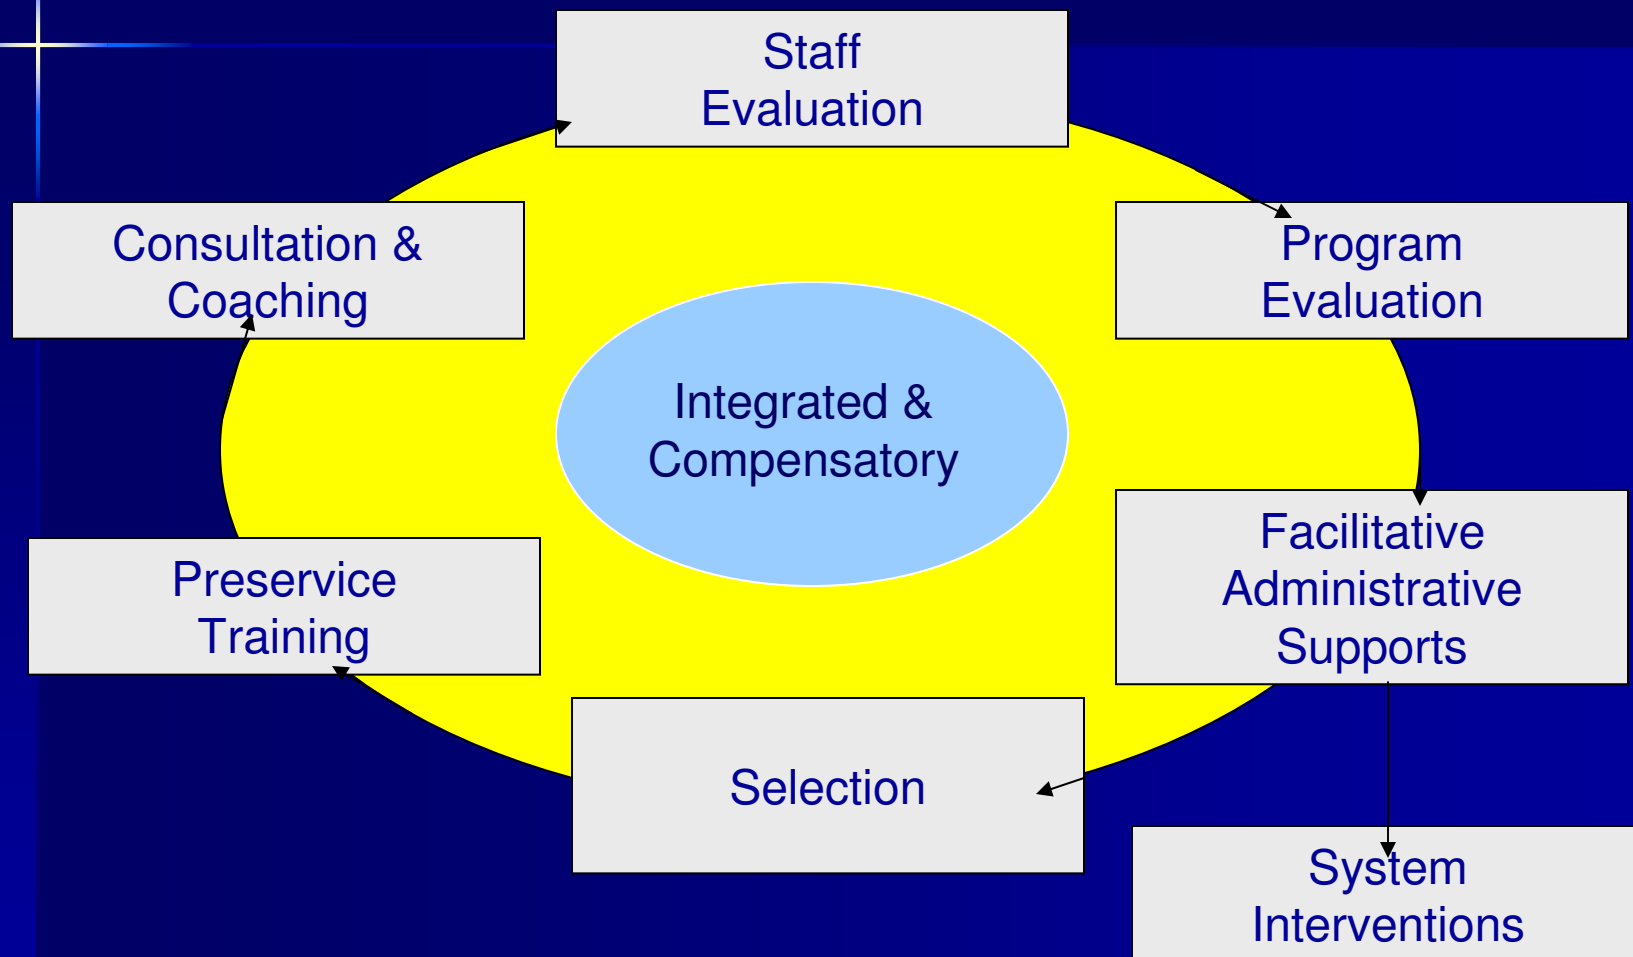 Staff
Evaluation
Consultation &
Coaching
Program
Evaluation
Integrated &
Compensatory
Facilitative
Administrative
Supports
Preservice
Training
Selection
System
Interventions